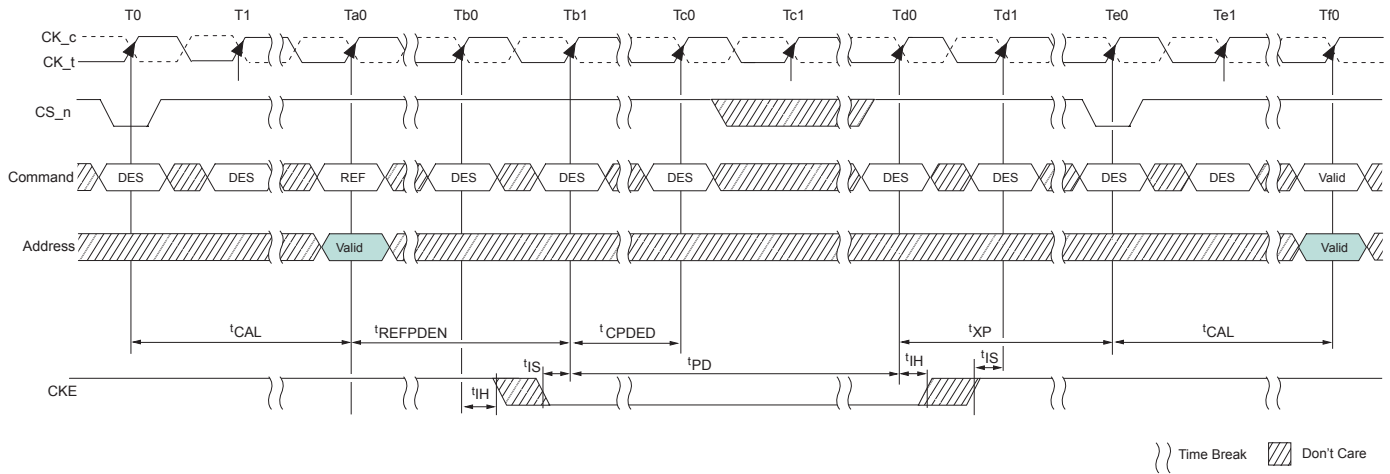 T0 T1 Ta0 Tb0 Tb1 Tc0 Tc1 Td0 Td1 Te0 Te1 Tf0
CK_c
CK_t
CS_n
Command DES DES REF DES DES DES DES DES DES DES Valid
Address Valid Valid
tCAL tREFPDEN tCPDED tXP tCAL
tIS tPD tIH tIS
CKE tIH
Time Break Don't Care